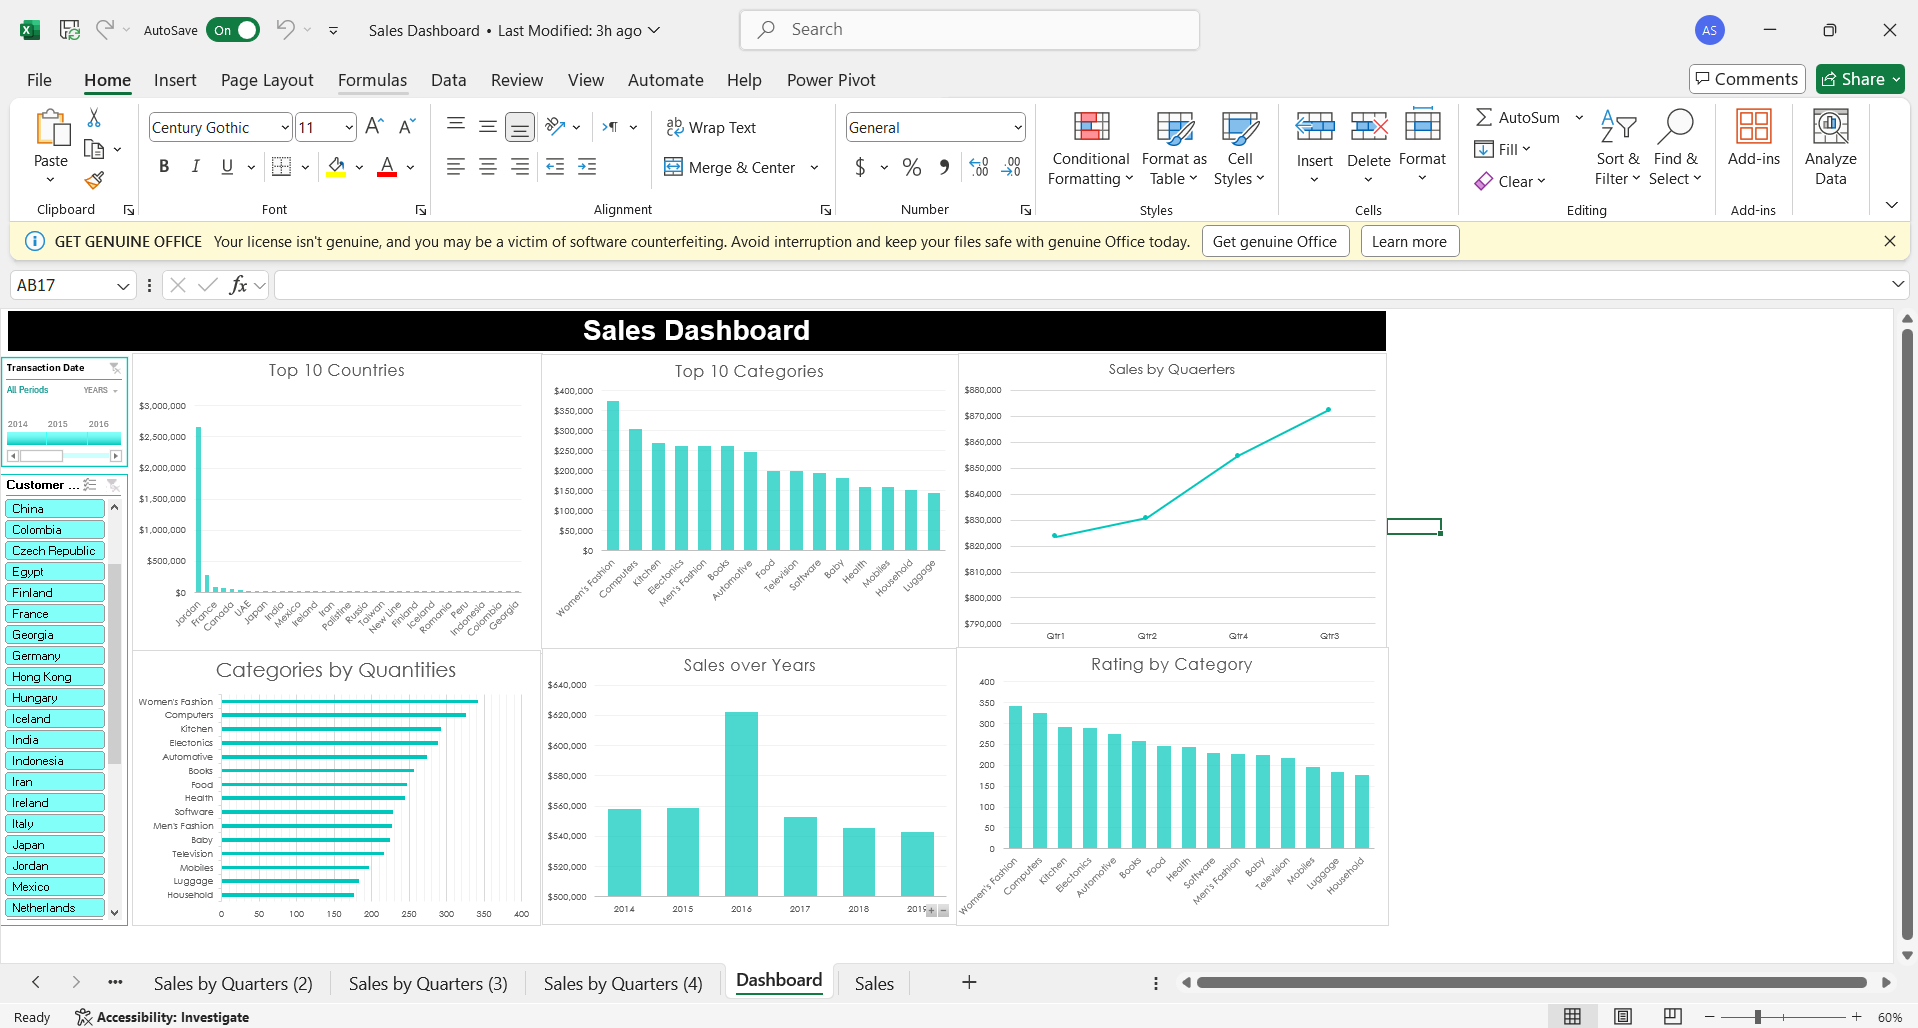 AutoSave On Sales Dashboard • Last Modified: 3h ago Search AS
File Home Insert Page Layout Formulas Data Review View Automate Help Power Pivot Comments Share
Paste
Clipboard
Century Gothic 11
B I U A
Font
Wrap Text
Merge & Center
Alignment
General
$ % ,
Number
Conditional Formatting
Format as Table
Cell Styles
Styles
Insert Delete Format
Cells
AutoSum
Fill
Clear
Sort & Filter
Find & Select
Editing
Add-ins
Add-ins
Analyze Data
GET GENUINE OFFICE Your license isn't genuine, and you may be a victim of software counterfeiting. Avoid interruption and keep your files safe with genuine Office today. Get genuine Office Learn more
AB17 fx
Sales Dashboard
Transaction Date
All Periods YEARS
2014 2015 2016
Customer ...
China
Colombia
Czech Republic
Egypt
Finland
France
Georgia
Germany
Hong Kong
Hungary
Iceland
India
Indonesia
Iran
Ireland
Italy
Japan
Jordan
Mexico
Netherlands
Top 10 Countries
$3,000,000
$2,500,000
$2,000,000
$1,500,000
$1,000,000
$500,000
$0
Jordan France Canada UAE Japan India Mexico Ireland Iran Palistine Russia Taiwan New Line Finland Iceland Romania Peru Indonesia Colombia Georgia
Top 10 Categories
$400,000
$350,000
$300,000
$250,000
$200,000
$150,000
$100,000
$50,000
$0
Women's Fashion Computers Kitchen Electonics Men's Fashion Books Automotive Food Television Software Baby Health Mobiles Household Luggage
Sales by Quaerters
$880,000
$870,000
$860,000
$850,000
$840,000
$830,000
$820,000
$810,000
$800,000
$790,000
Qtr1 Qtr2 Qtr4 Qtr3
Categories by Quantities
Women's Fashion
Computers
Kitchen
Electonics
Automotive
Books
Food
Health
Software
Men's Fashion
Baby
Television
Mobiles
Luggage
Household
0 50 100 150 200 250 300 350 400
Sales over Years
$640,000
$620,000
$600,000
$580,000
$560,000
$540,000
$520,000
$500,000
2014 2015 2016 2017 2018 2019
Rating by Category
400
350
300
250
200
150
100
50
0
Women's Fashion Computers Kitchen Electonics Automotive Books Food Health Software Men's Fashion Baby Television Mobiles Luggage Household
Sales by Quarters (2) Sales by Quarters (3) Sales by Quarters (4) Dashboard Sales
Ready Accessibility: Investigate 60%